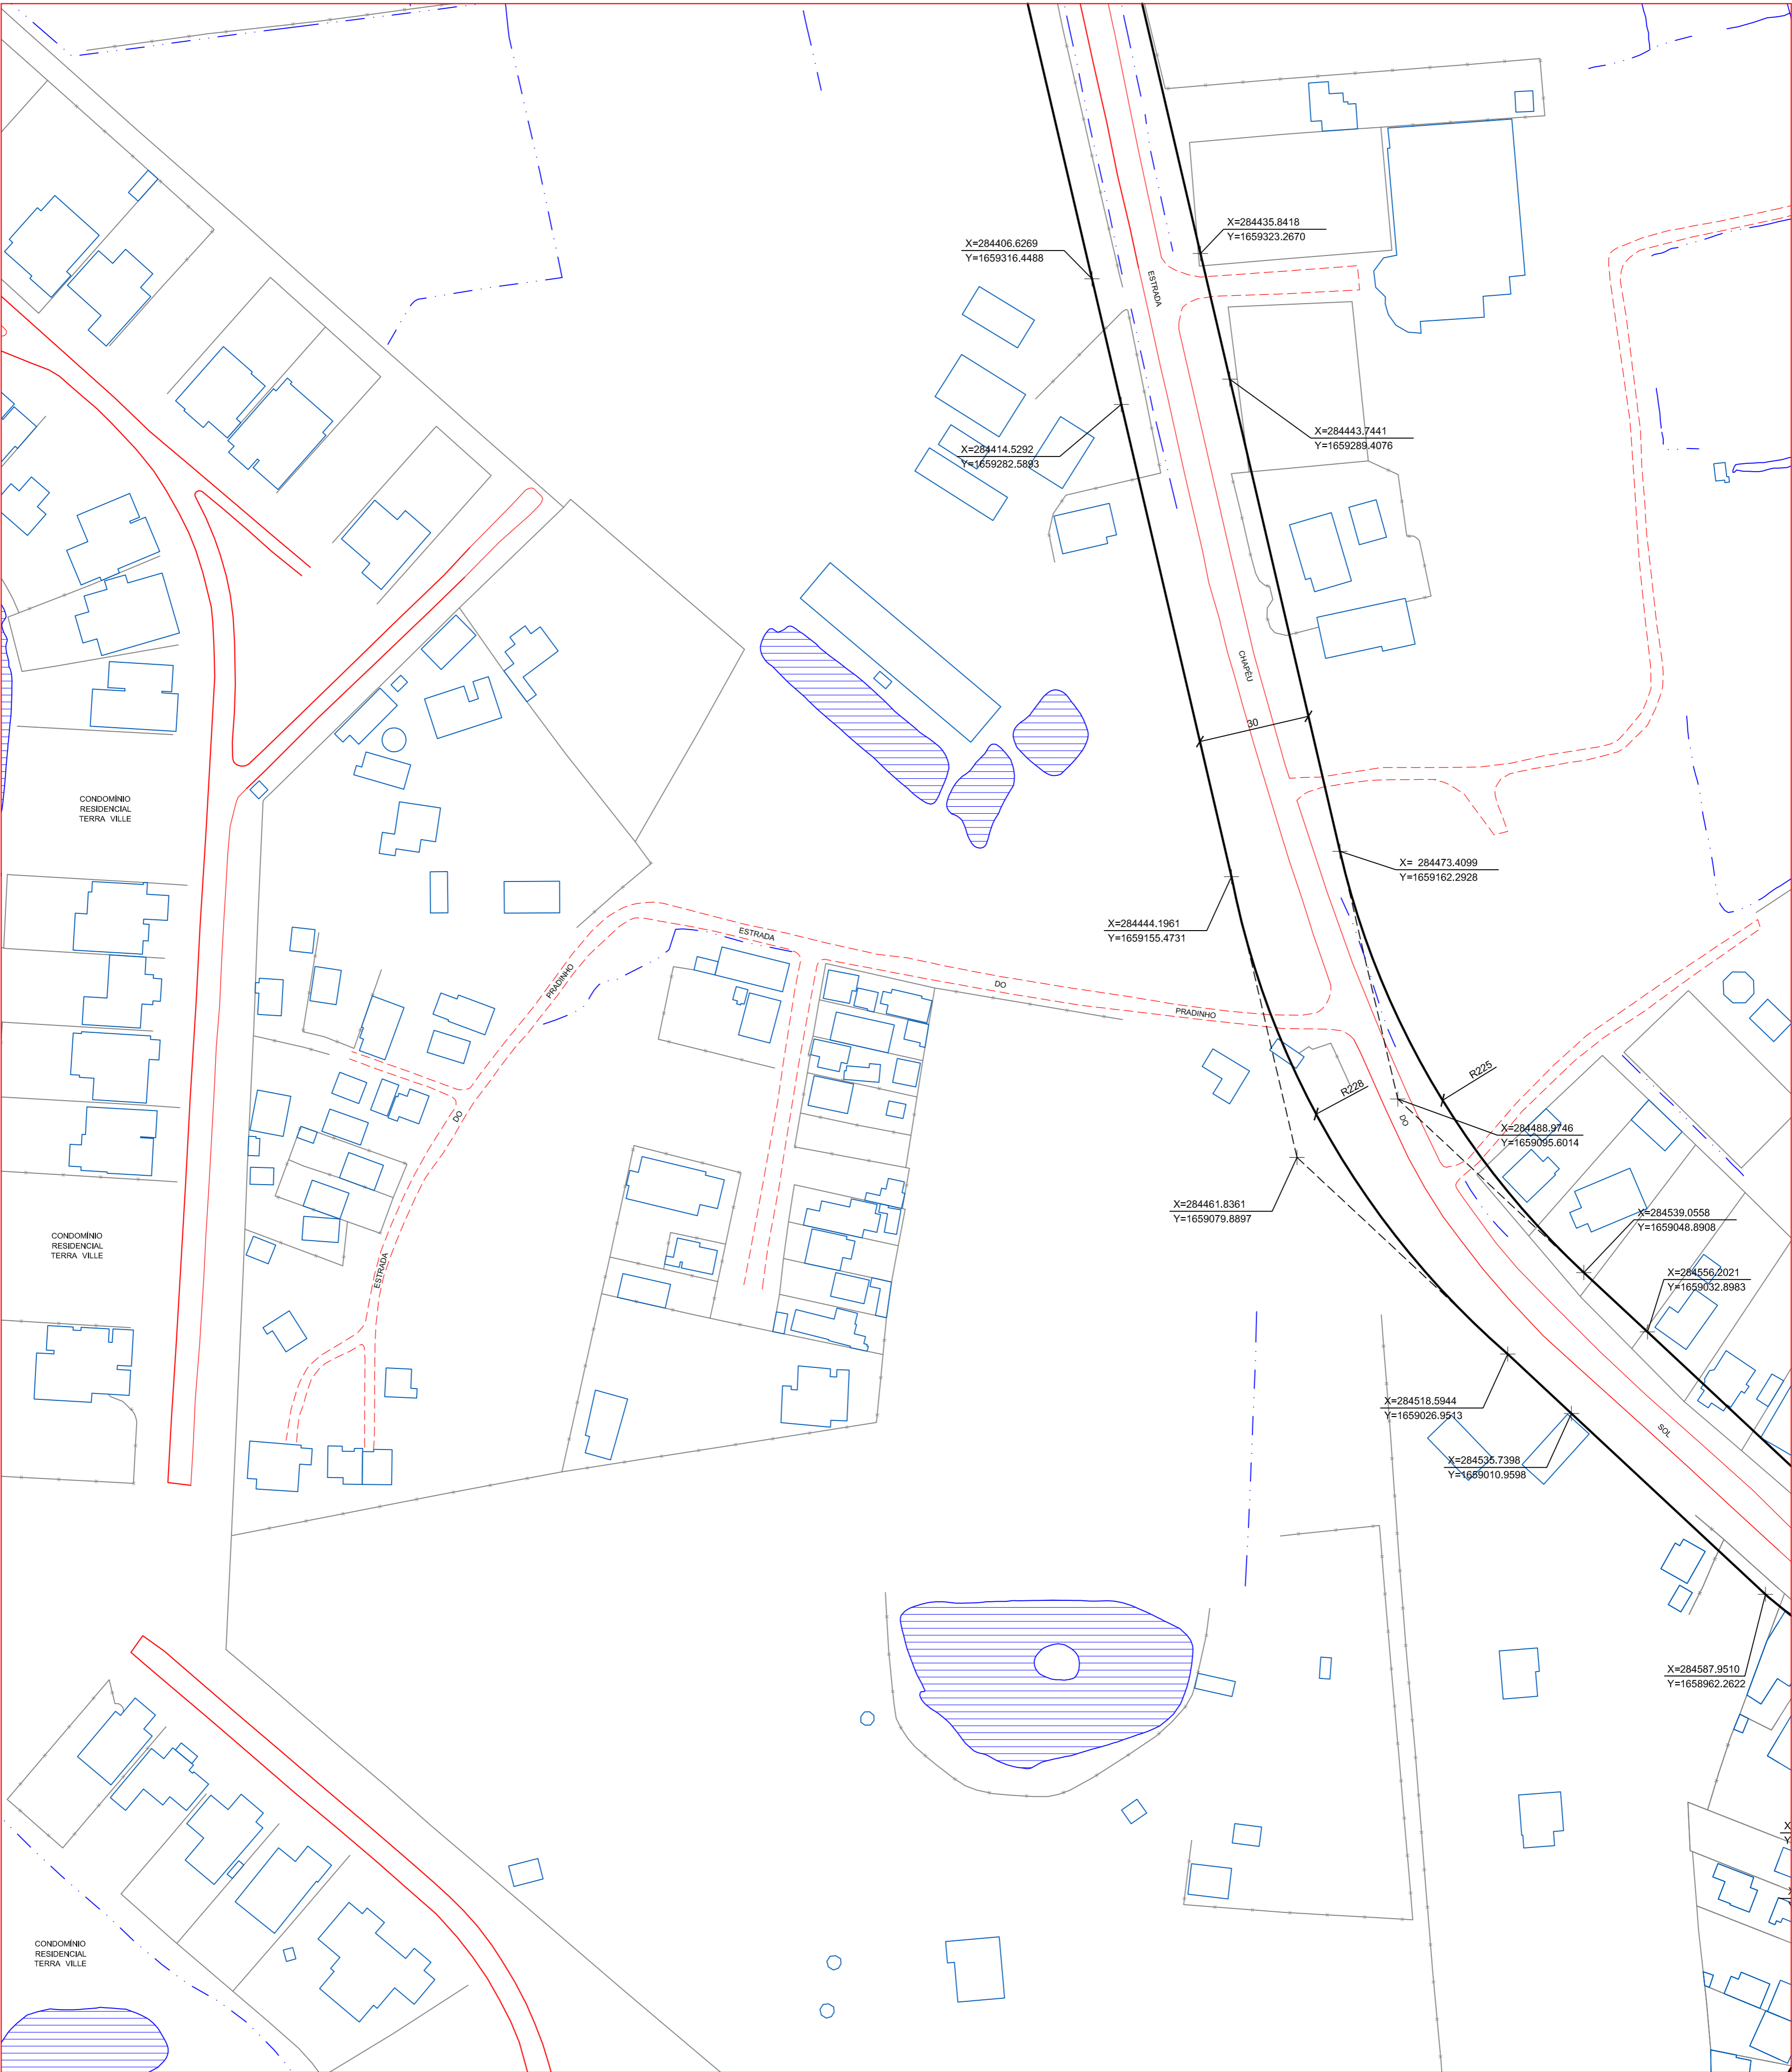 X=284435.8418
Y=1659323.2670
X=284406.6269
Y=1659316.4488
ESTRADA
X=284443.7441
Y=1659289.4076
X=284414.5292
Y=1659282.5893
CHAPÉU
30
CONDOMÍNIO
RESIDENCIAL
TERRA VILLE
X= 284473.4099
Y=1659162.2928
X=284444.1961
Y=1659155.4731
ESTRADA
PRADINHO
DO
PRADINHO
R225
R228
DO
DO
X=284488.9746
Y=1659095.6014
X=284461.8361
Y=1659079.8897
X=284539.0558
Y=1659048.8908
CONDOMÍNIO
RESIDENCIAL
TERRA VILLE
ESTRADA
X=284556.2021
Y=1659032.8983
X=284518.5944
Y=1659026.9513
SOL
X=284535.7398
Y=1659010.9598
X=284587.9510
Y=1658962.2622
X
Y
CONDOMÍNIO
RESIDENCIAL
TERRA VILLE